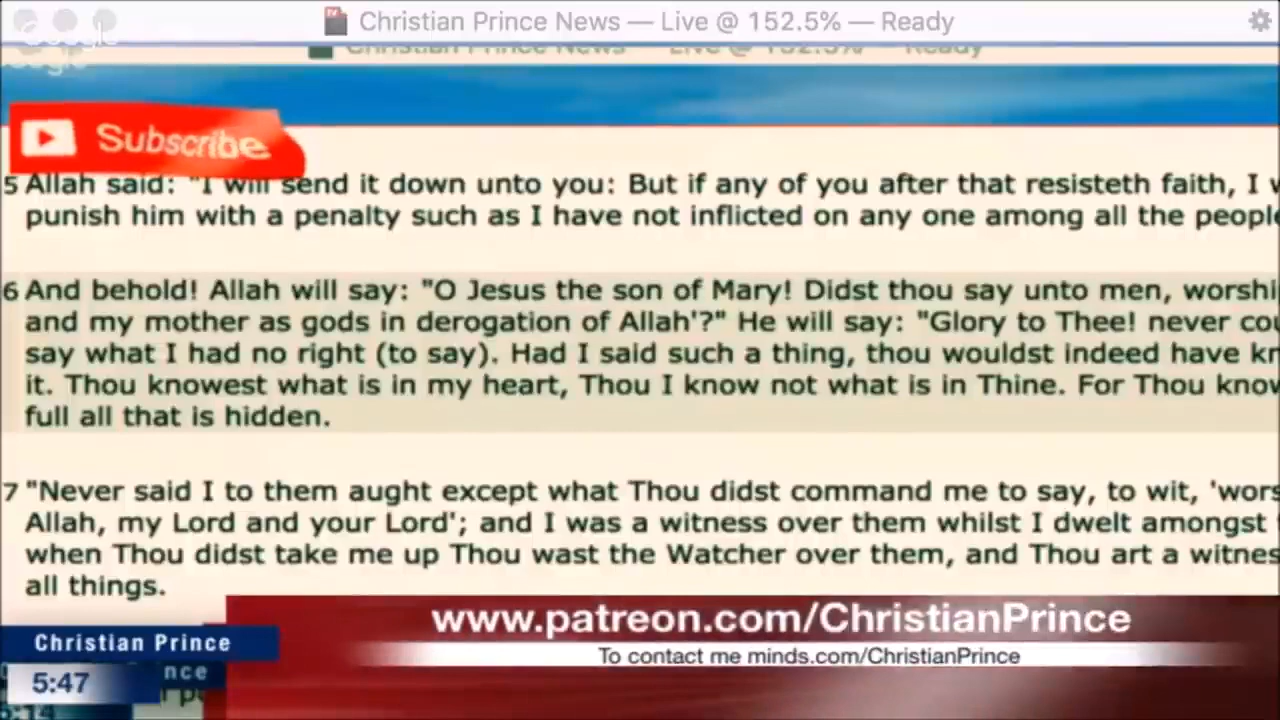 Christian Prince News — Live @ 152.5% — Ready
Google
Christian Prince News — Live @ 152.5% — Ready
Subscribe
5 Allah said: "I will send it down unto you: But if any of you after that resisteth faith, I w
punish him with a penalty such as I have not inflicted on any one among all the people
6 And behold! Allah will say: "O Jesus the son of Mary! Didst thou say unto men, worshi
and my mother as gods in derogation of Allah'?" He will say: "Glory to Thee! never cou
say what I had no right (to say). Had I said such a thing, thou wouldst indeed have kn
it. Thou knowest what is in my heart, Thou I know not what is in Thine. For Thou know
full all that is hidden.
7 "Never said I to them aught except what Thou didst command me to say, to wit, 'wors
Allah, my Lord and your Lord'; and I was a witness over them whilst I dwelt amongst
when Thou didst take me up Thou wast the Watcher over them, and Thou art a witnes
all things.
www.patreon.com/ChristianPrince
To contact me minds.com/ChristianPrince
Christian Prince
nce
5:47